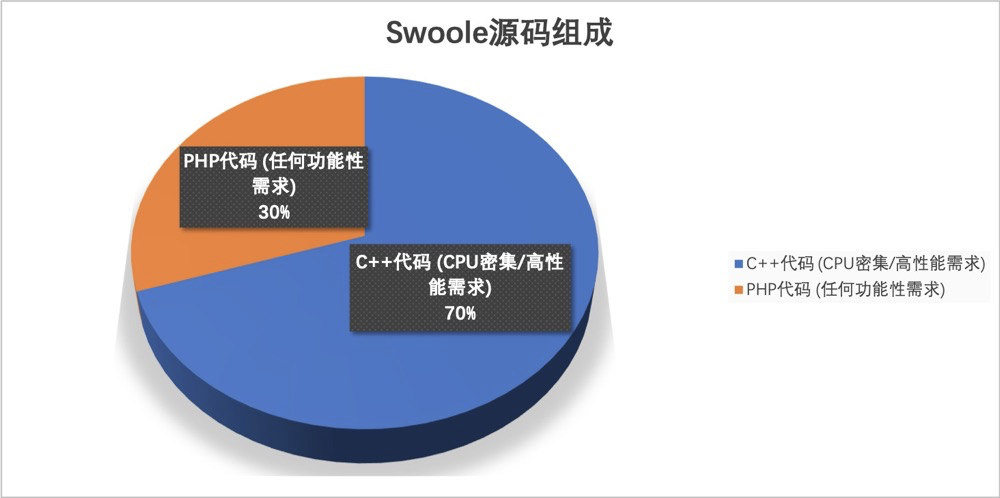 Swoole源码组成
PHP代码 (任何功能性
需求)
30%
C++代码 (CPU密集/高性
能需求)
70%
C++代码 (CPU密集/高性能需求)
PHP代码 (任何功能性需求)